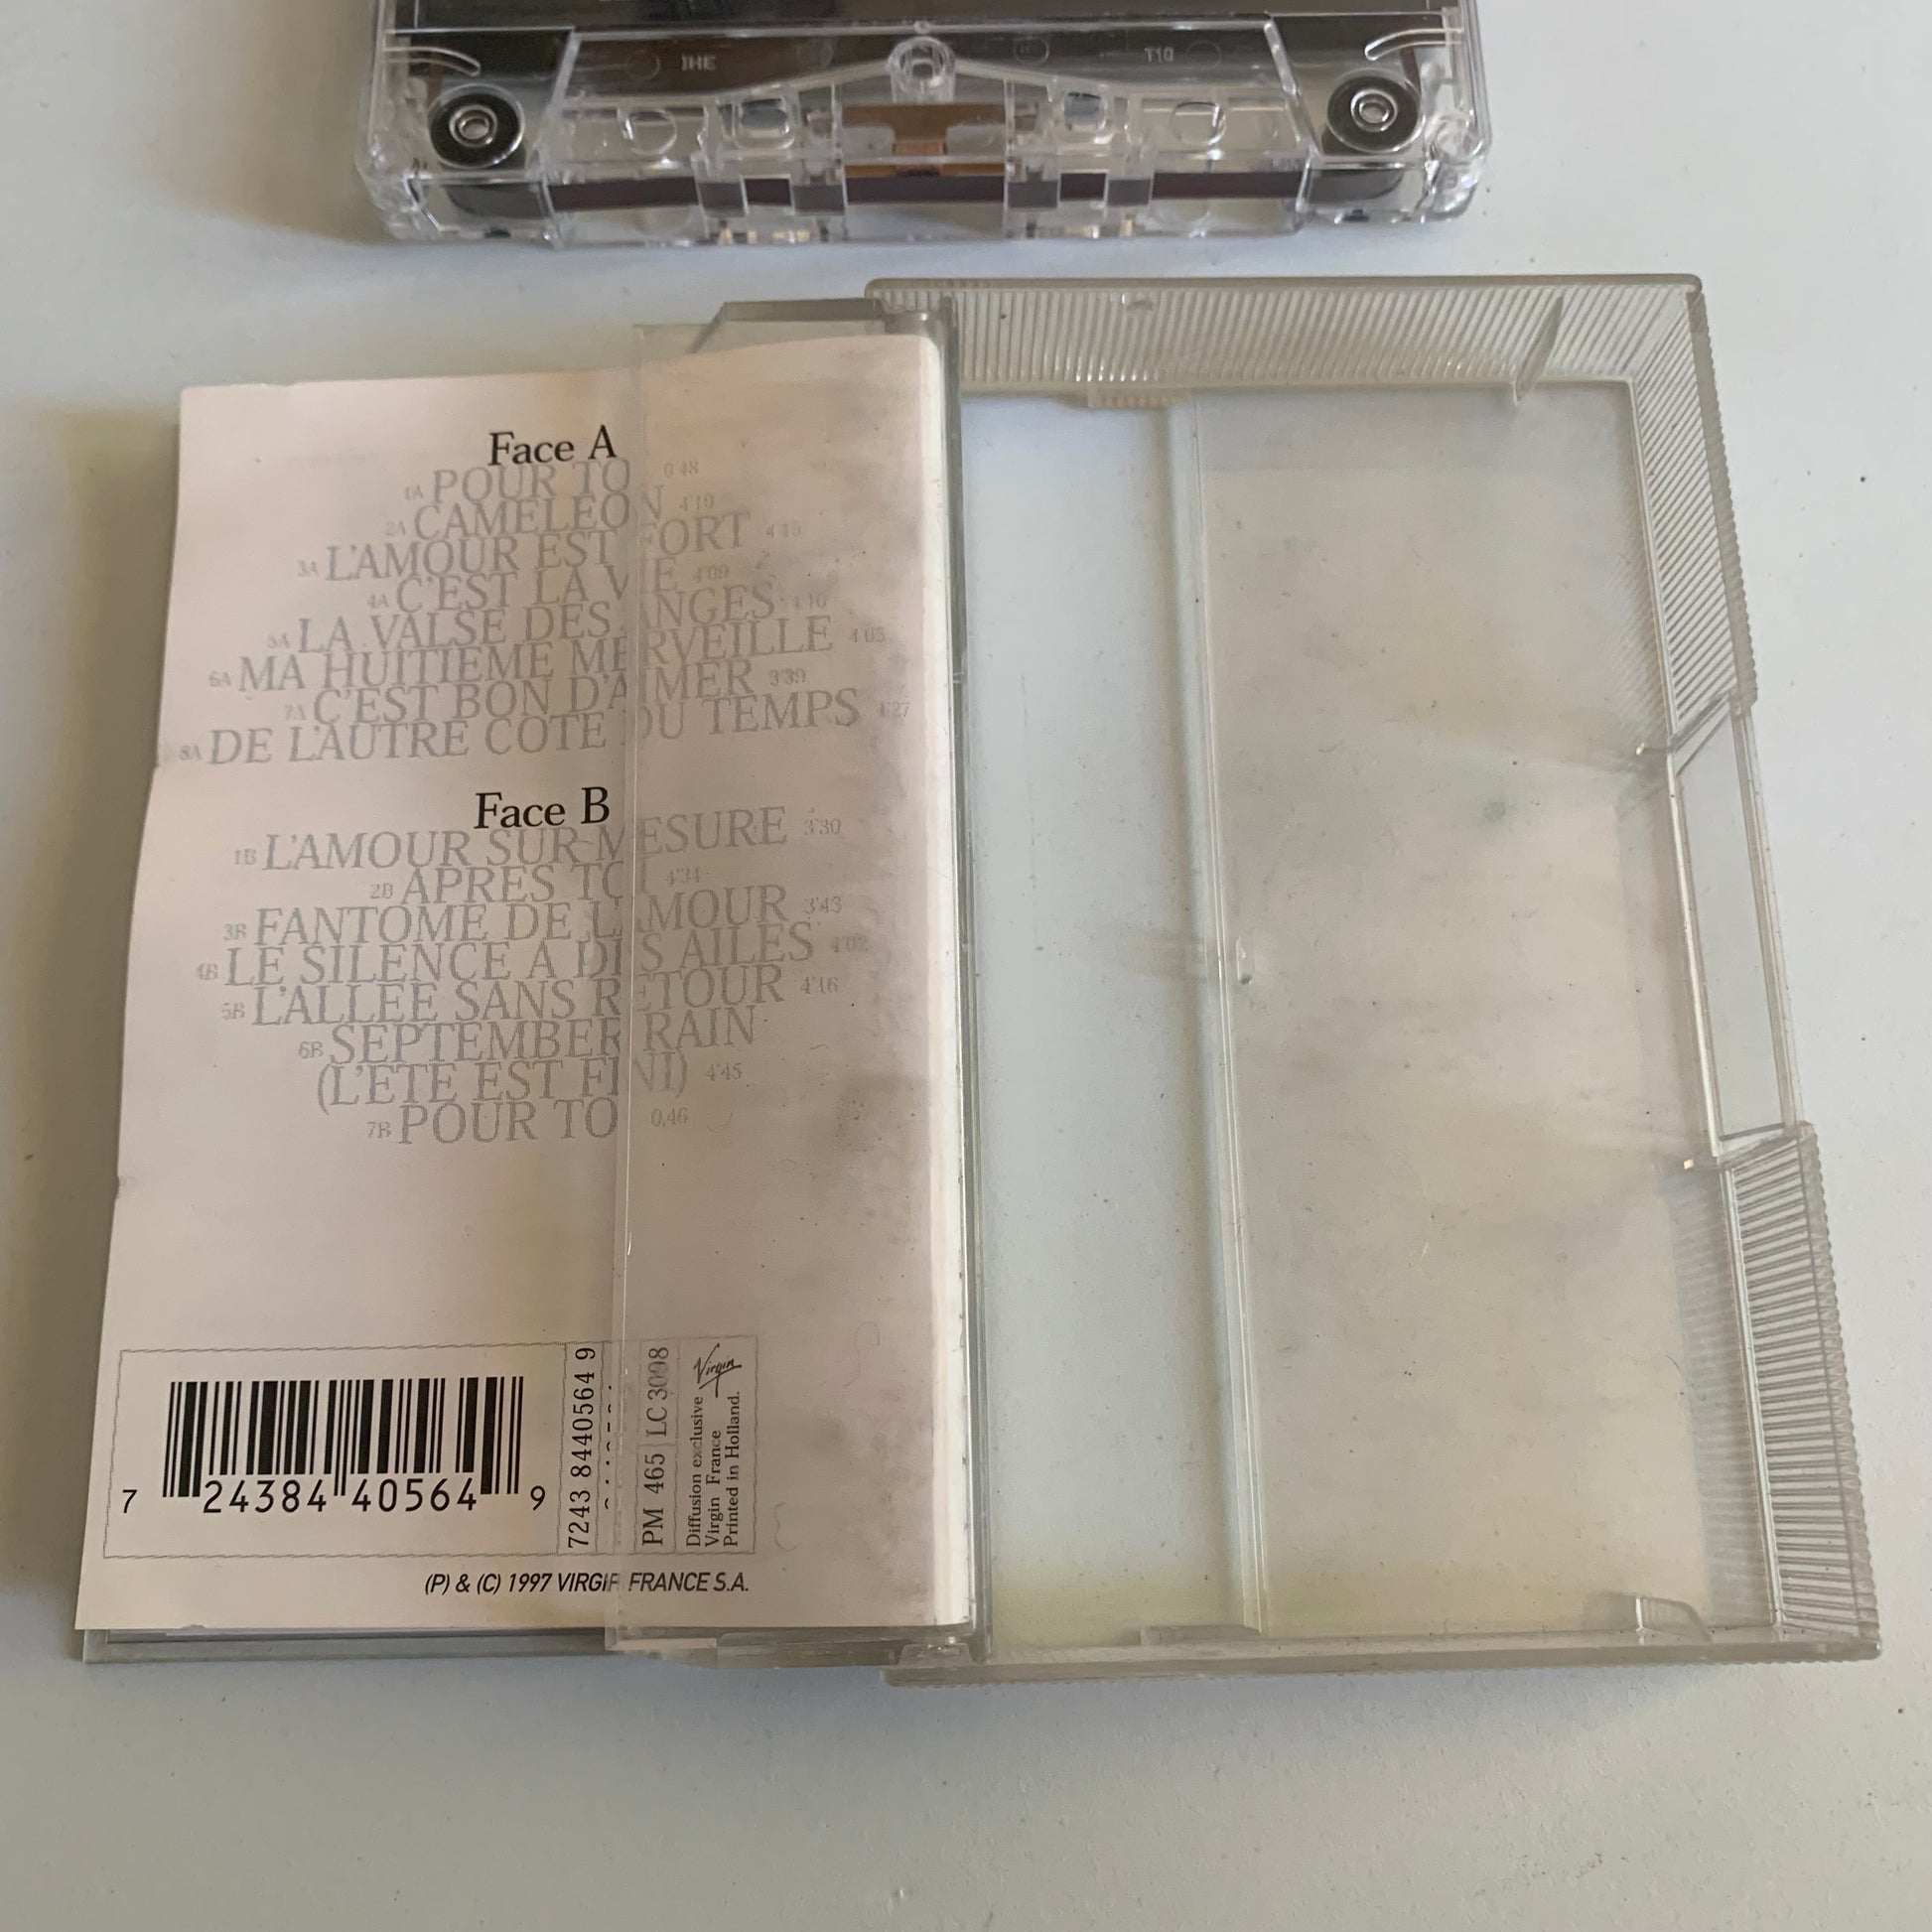 Face A
1A POUR TO 0'48
2A CAMELEON 4'19
3A L'AMOUR EST FORT
4A C'EST LA VIE 4'09
5A LA VALSE DES ANGES 4'10
6A MA HUITIEME MERVEILLE 4'05
7A C'EST BON D'AIMER 3'39
8A DE L'AUTRE COTE DU TEMPS 4'27
Face B
1B L'AMOUR SUR MESURE 3'30
2B APRES TOI 4'34
3B FANTOME DE L'AMOUR 3'43
4B LE SILENCE A DES AILES 4'02
5B L'ALLEE SANS RETOUR 4'16
6B SEPTEMBER RAIN
(L'ETE EST FINI) 4'45
7B POUR TO 0.46
7 24384 40564 9
7243 8440564 9
PM 465 LC 3098
Diffusion exclusive
Virgin France
Printed in Holland.
Virgin
(P) & (C) 1997 VIRGIN FRANCE S.A.